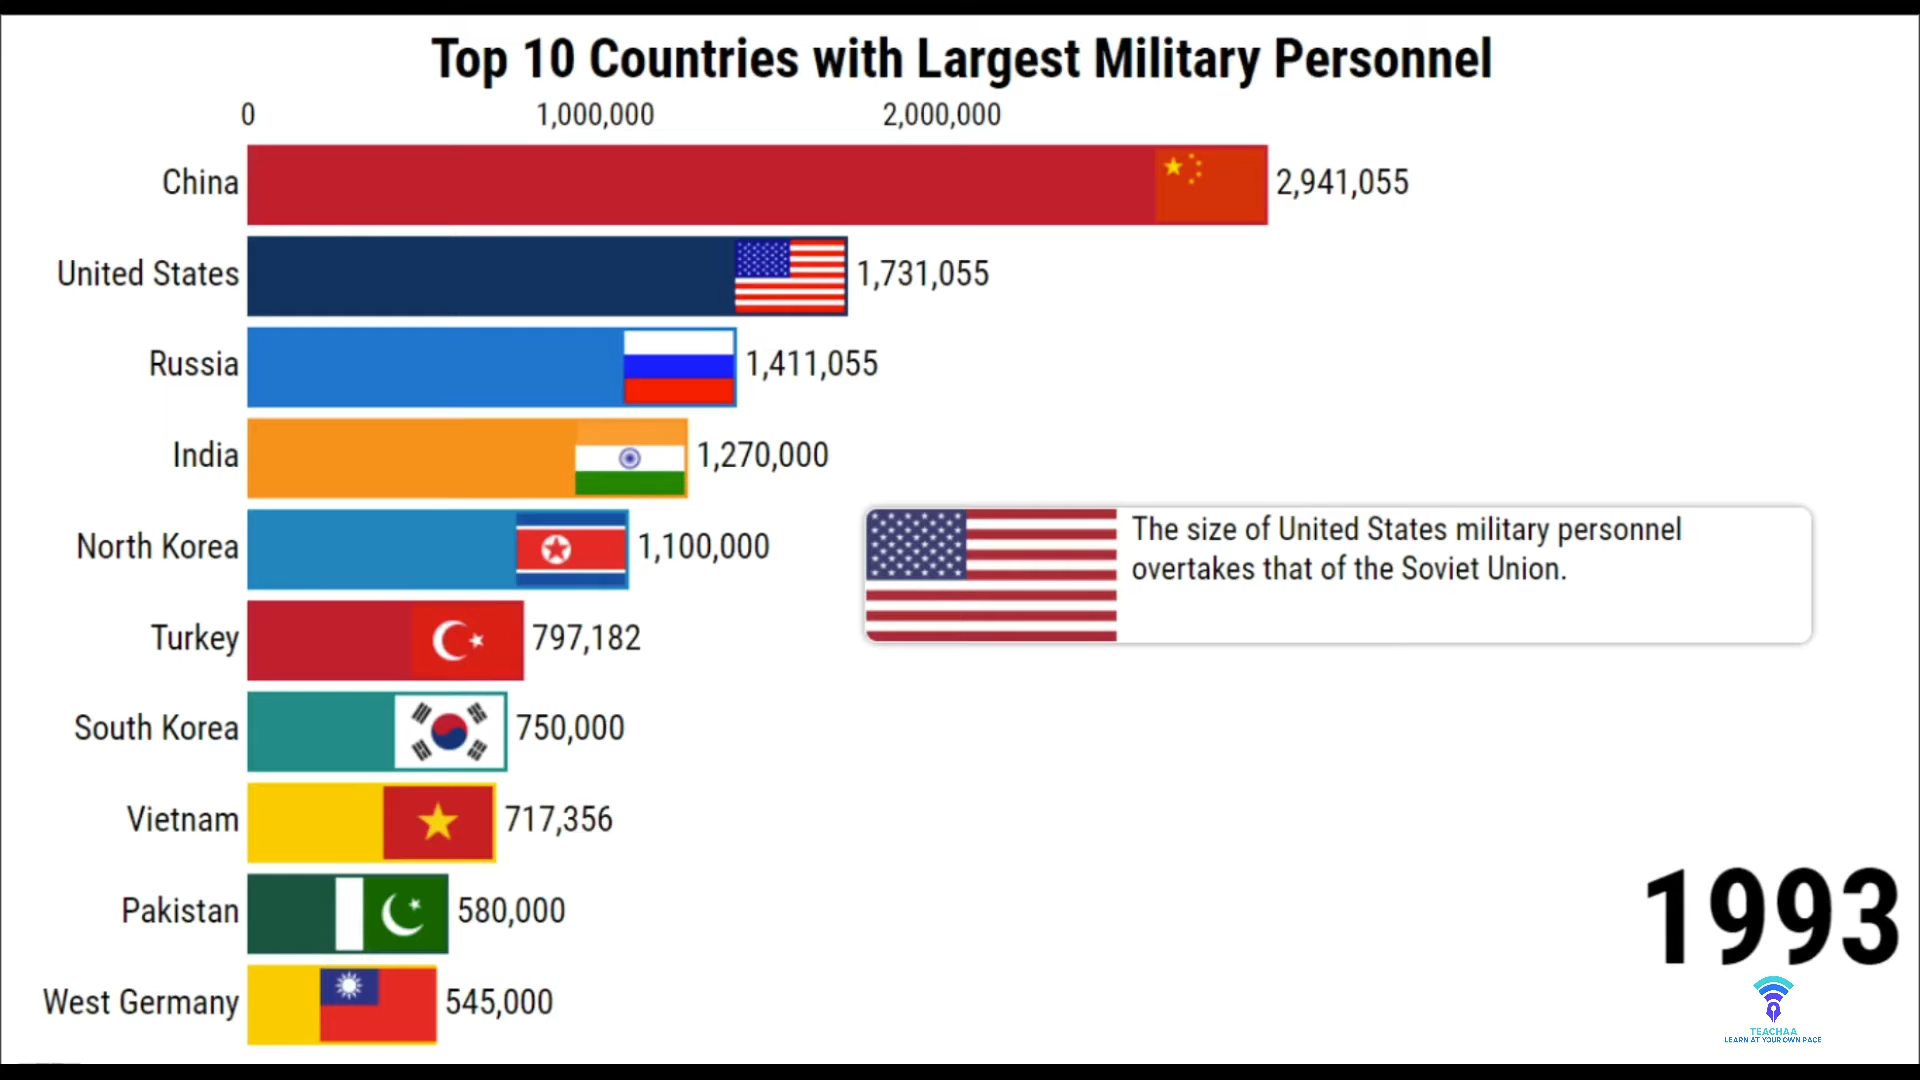 Top 10 Countries with Largest Military Personnel
0 1,000,000 2,000,000
China 2,941,055
United States 1,731,055
Russia 1,411,055
India 1,270,000
North Korea 1,100,000
The size of United States military personnel
overtakes that of the Soviet Union.
Turkey 797,182
South Korea 750,000
Vietnam 717,356
Pakistan 580,000
1993
West Germany 545,000
TEACHAA
LEARN AT YOUR OWN PACE